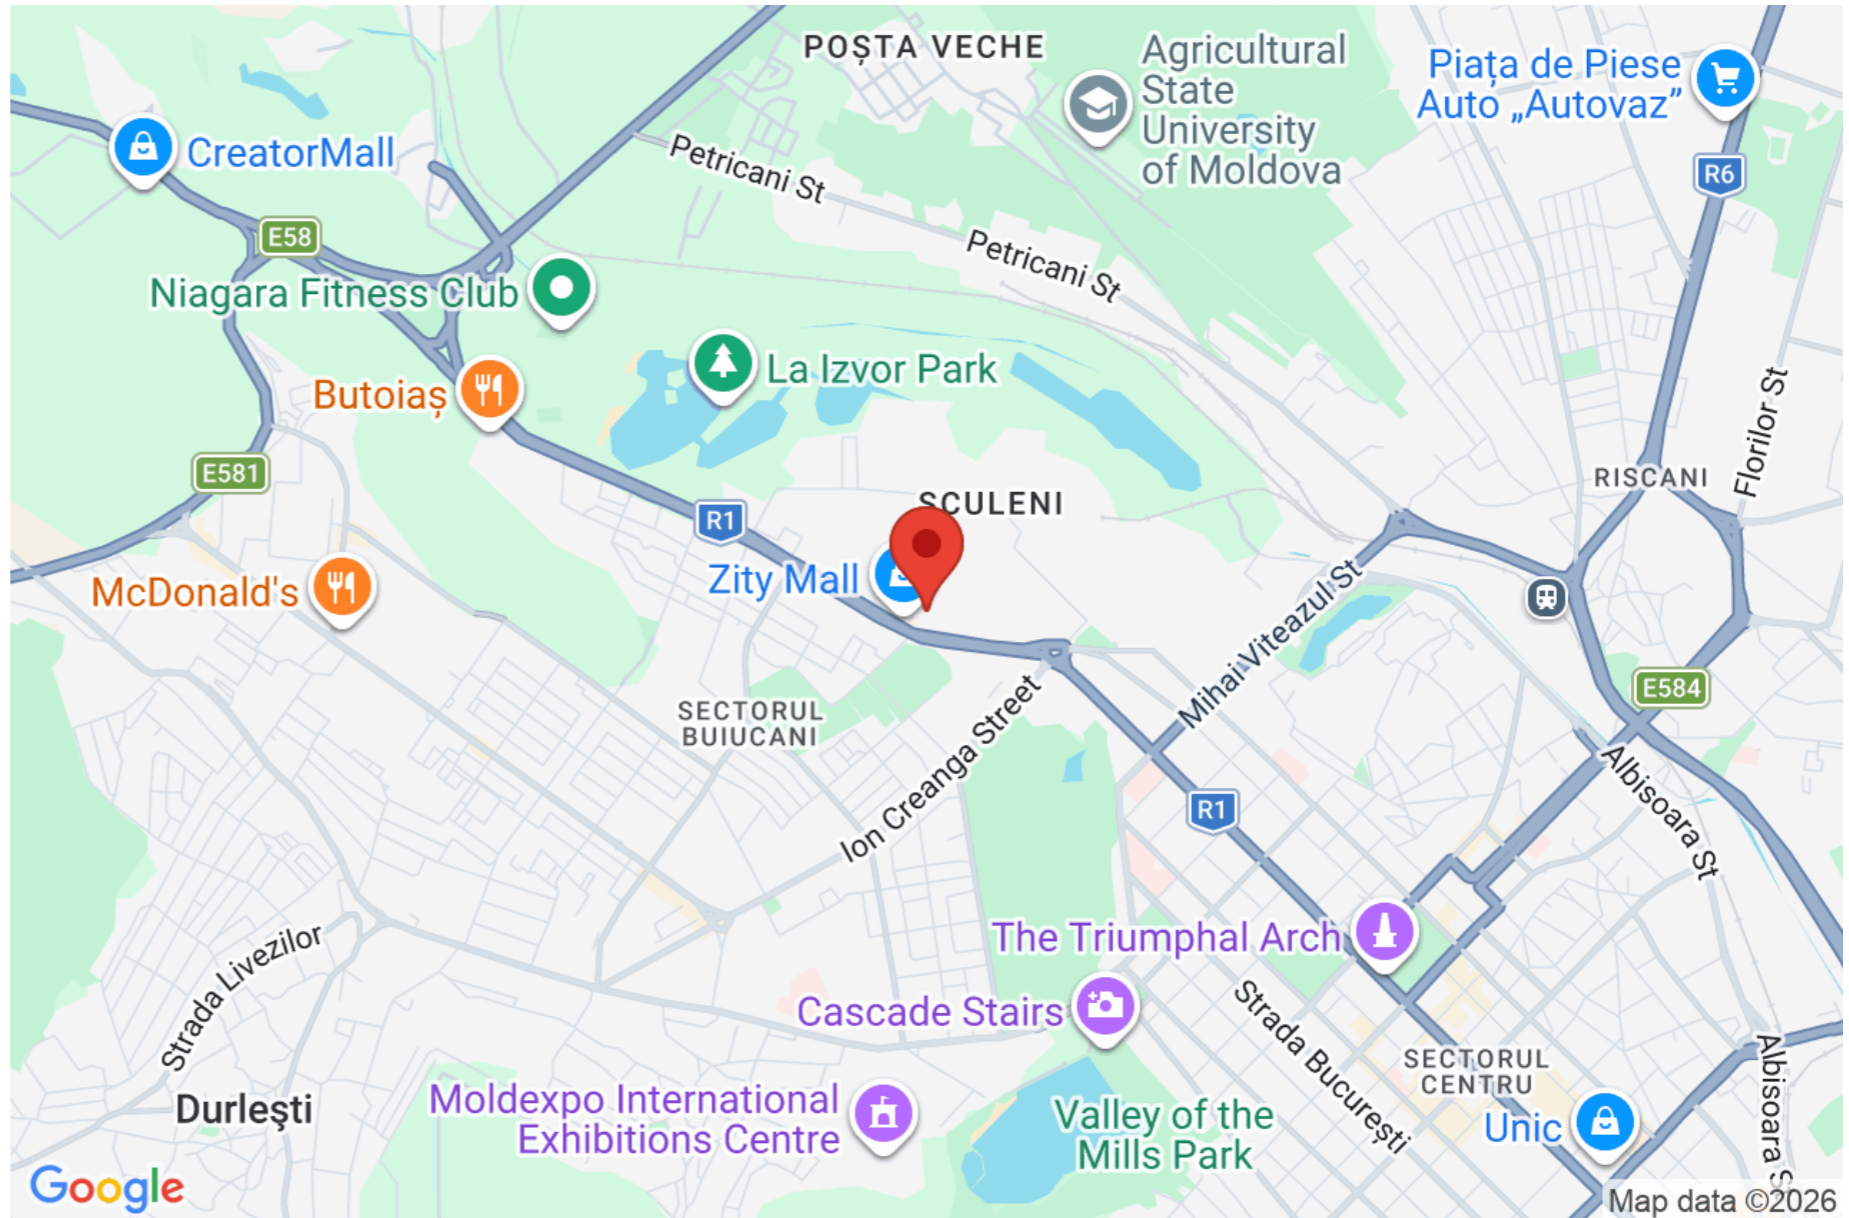 POȘTA VECHE
Agricultural
State
University
of Moldova
Piața de Piese
Auto „Autovaz”
CreatorMall
Petricani St
R6
E58
Petricani St
Niagara Fitness Club
La Izvor Park
Butoiaș
Florilor St
E581
RISCANI
SCULENI
R1
Zity Mall
McDonald's
Mihai Viteazul St
E584
SECTORUL
BUIUCANI
Ion Creanga Street
Albisoara St
R1
The Triumphal Arch
Strada Livezilor
Cascade Stairs
Strada București
SECTORUL
CENTRU
Albisoara S
Durleşti
Moldexpo International
Exhibitions Centre
Valley of the
Mills Park
Unic
Google
Map data ©2026